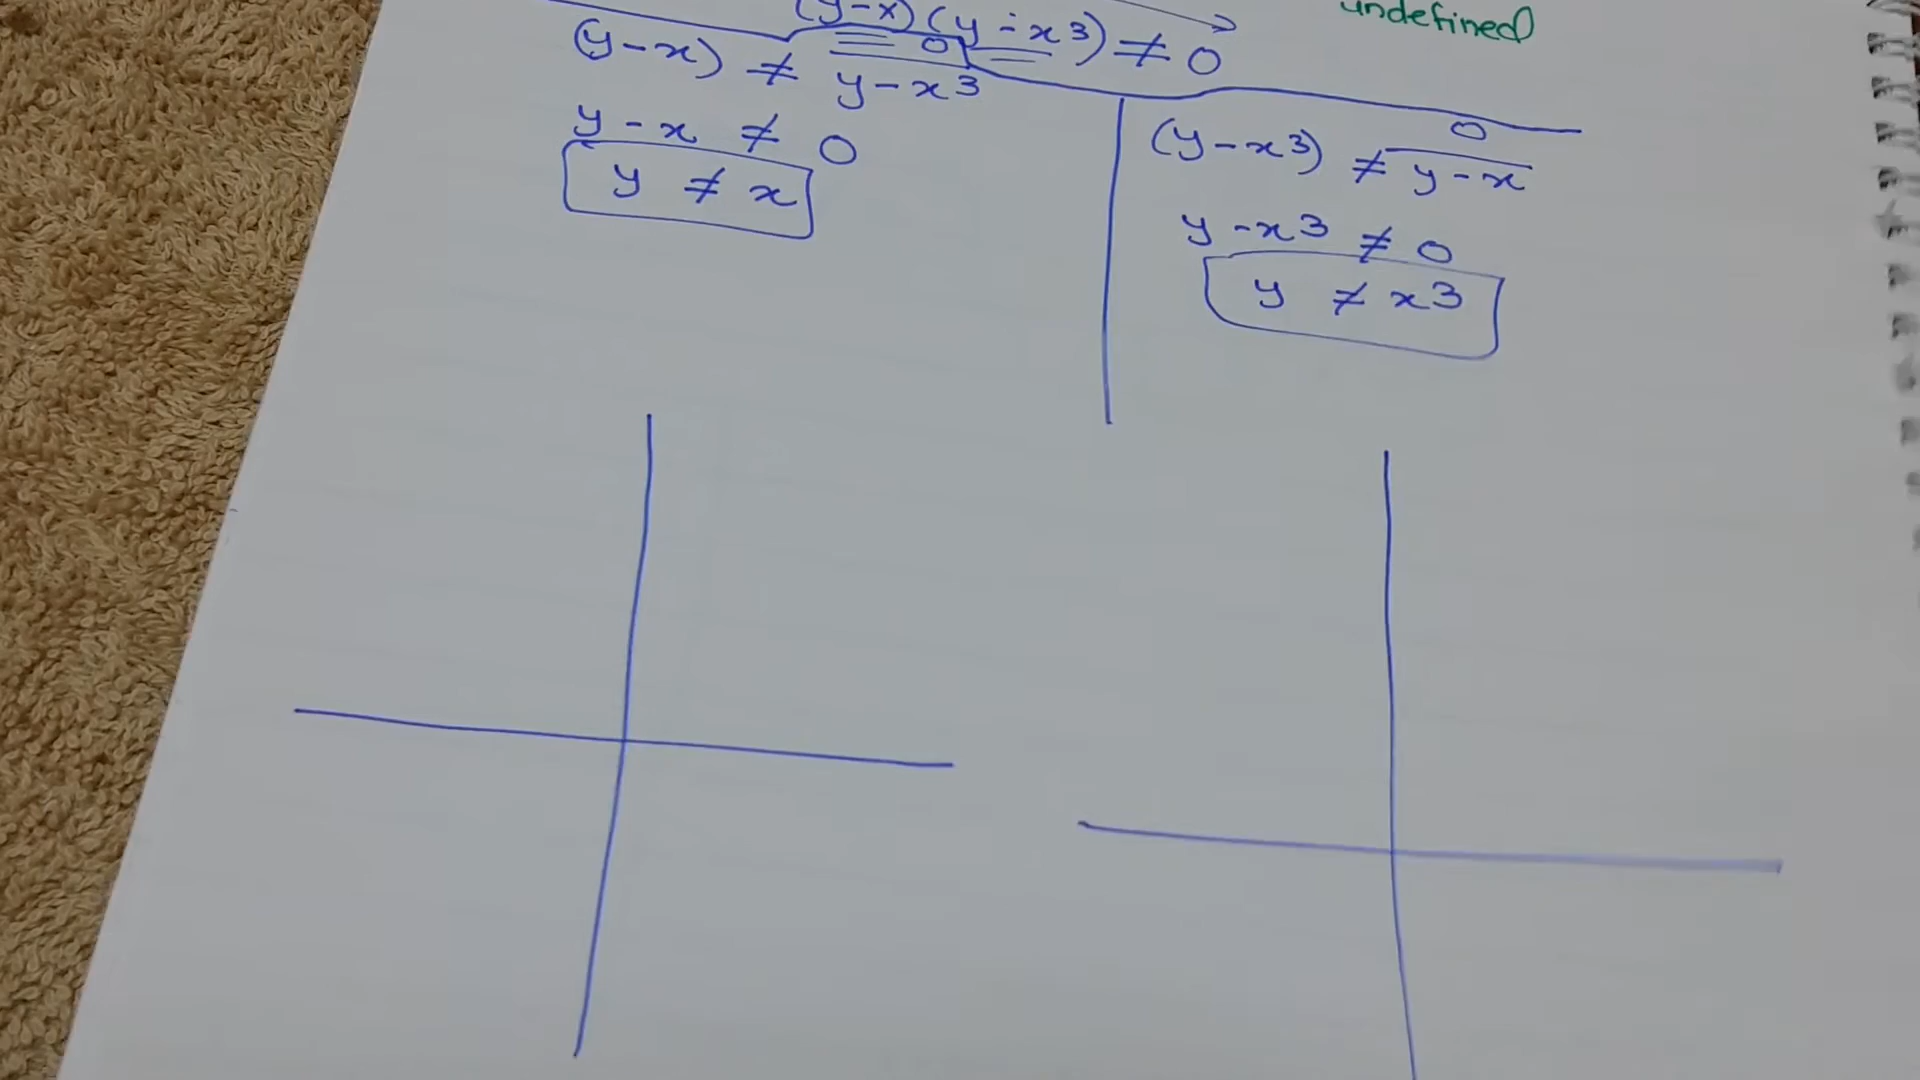 undefined
(y-x)(y-x3) ≠ 0
(y-x) ≠ 0
y-x3
y-x ≠ 0
y ≠ x
(y-x3) ≠ 0
y-x
y-x3 ≠ 0
y ≠ x3